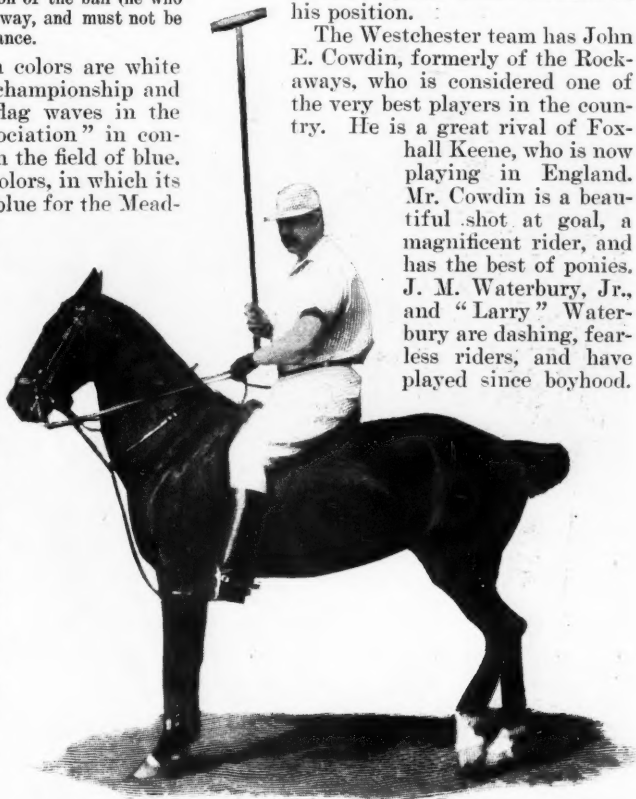 way, and must not be
ance.
colors are white
championship and
flag waves in the
ociation” in con-
n the field of blue.
olors, in which its
blue for the Mead-
his position.
The Westchester team has John
E. Cowdin, formerly of the Rock-
aways, who is considered one of
the very best players in the coun-
try. He is a great rival of Fox-
hall Keene, who is now
playing in England.
Mr. Cowdin is a beau-
tiful shot at goal, a
magnificent rider, and
has the best of ponies.
J. M. Waterbury, Jr.,
and “Larry” Water-
bury are dashing, fear-
less riders, and have
played since boyhood.